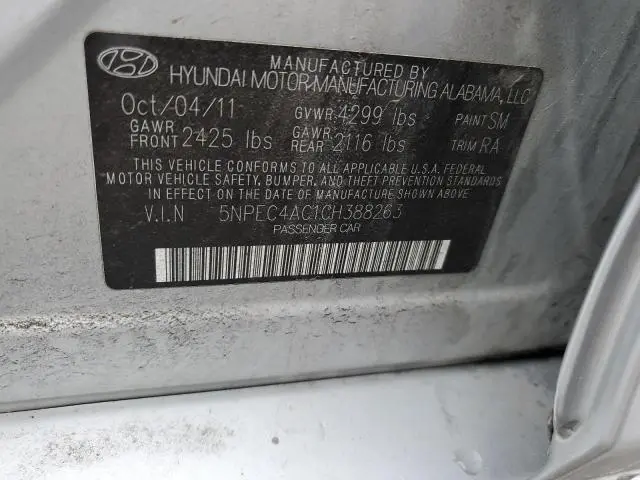 MANUFACTURED BY
HYUNDAI MOTOR MANUFACTURING ALABAMA, LLC
Oct/04/11 GVWR 4299 lbs PAINT SM
GAWR FRONT 2425 lbs GAWR REAR 2116 lbs TRIM RA
THIS VEHICLE CONFORMS TO ALL APPLICABLE U.S.A. FEDERAL
MOTOR VEHICLE SAFETY, BUMPER, AND THEFT PREVENTION STANDARDS
IN EFFECT ON THE DATE OF MANUFACTURE SHOWN ABOVE.
V.I.N 5NPEC4AC1CH388263
PASSENGER CAR